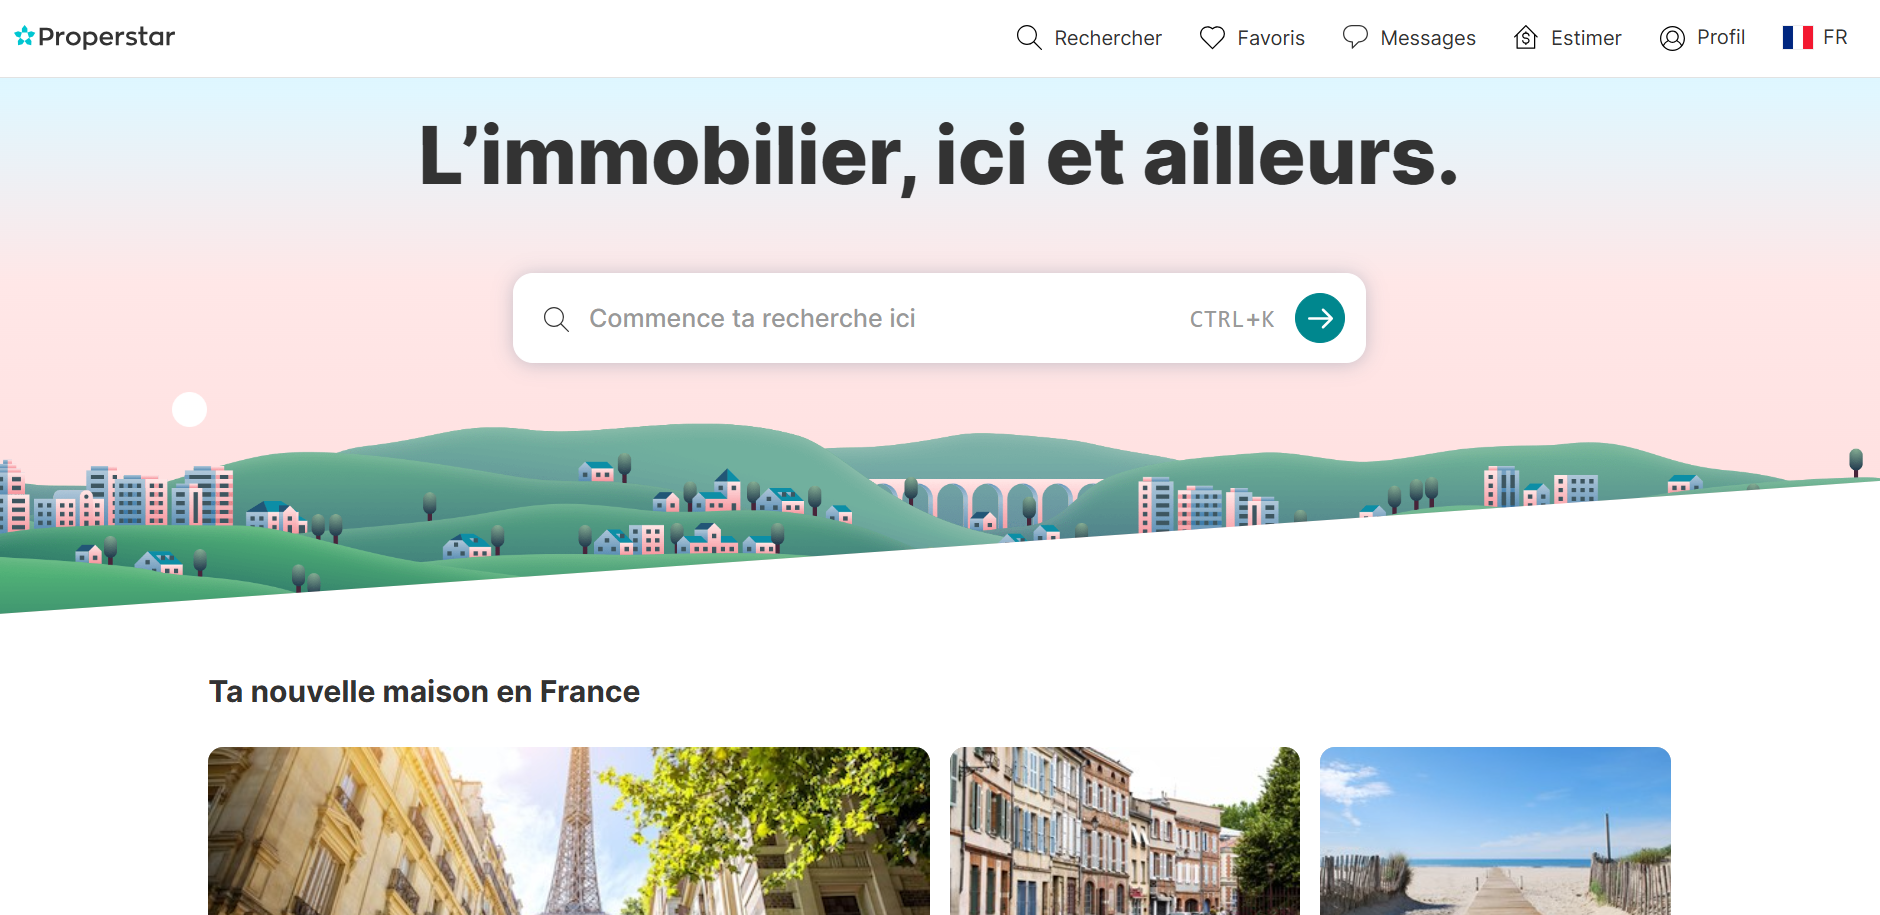 Properstar
Rechercher
Favoris
Messages
Estimer
Profil
FR
L’immobilier, ici et ailleurs.
Commence ta recherche ici
CTRL+K
Ta nouvelle maison en France